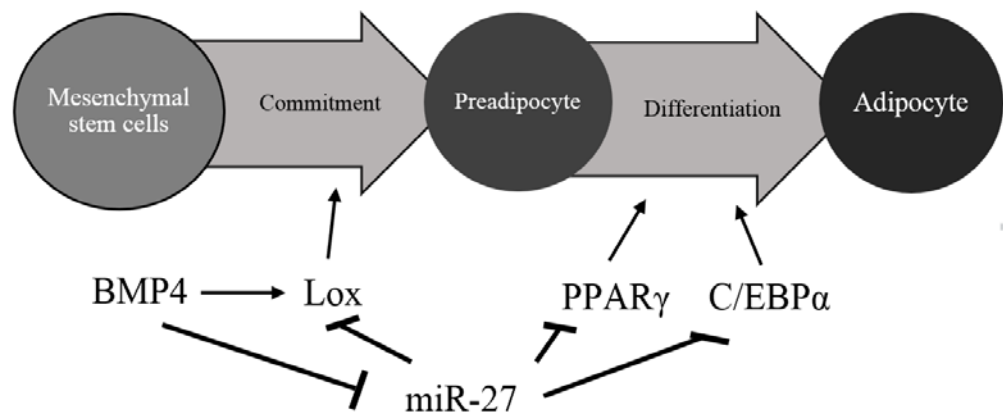 Mesenchymal
stem cells
Commitment
Preadipocyte
Differentiation
Adipocyte
BMP4
Lox
PPARγ
C/EBPα
miR-27